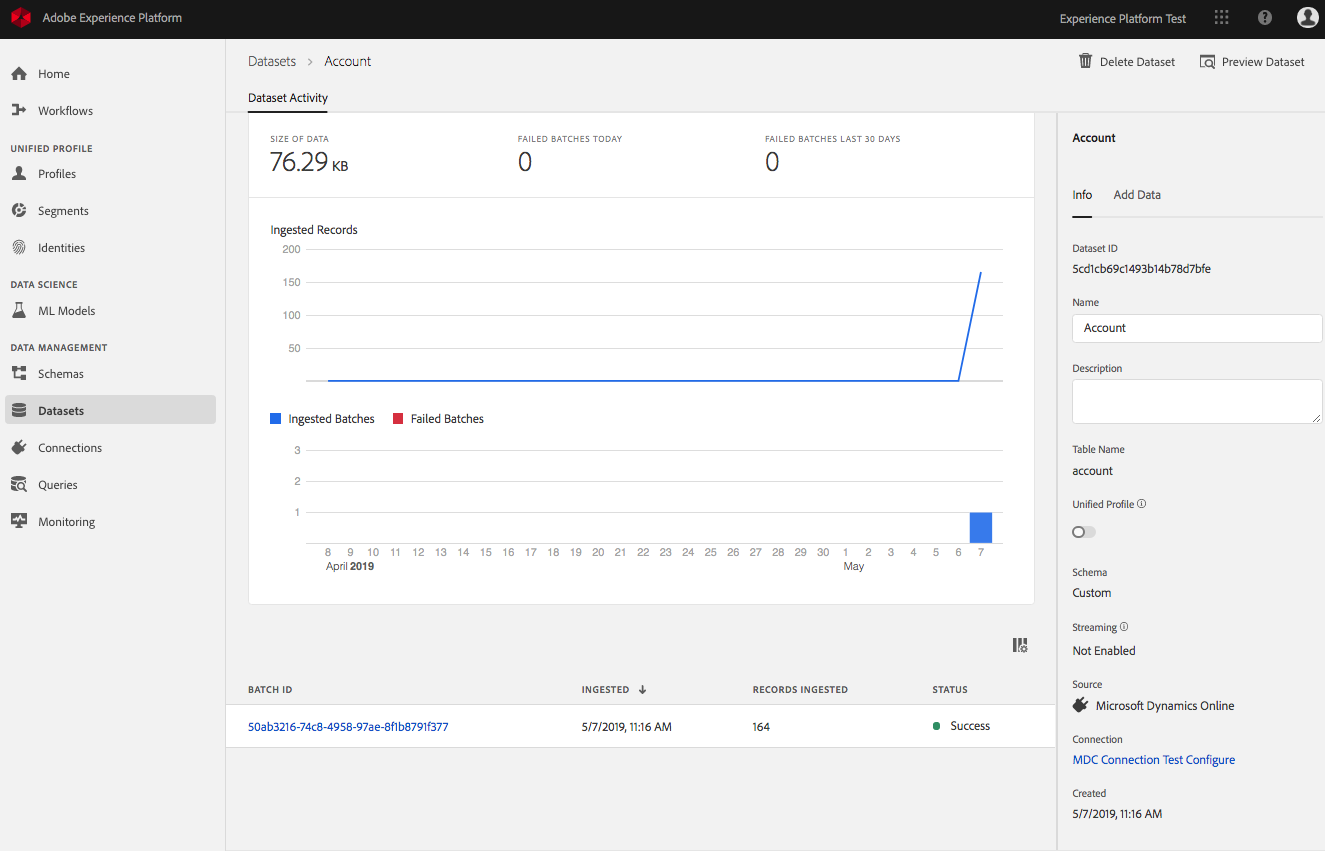 Adobe Experience Platform
Experience Platform Test
Home
Workflows
UNIFIED PROFILE
Profiles
Segments
Identities
DATA SCIENCE
ML Models
DATA MANAGEMENT
Schemas
Datasets
Connections
Queries
Monitoring
Datasets > Account
Delete Dataset
Preview Dataset
Dataset Activity
SIZE OF DATA
76.29 KB
FAILED BATCHES TODAY
0
FAILED BATCHES LAST 30 DAYS
0
Ingested Records
200
150
100
50
Ingested Batches
Failed Batches
3
2
1
8 9 10 11 12 13 14 15 16 17 18 19 20 21 22 23 24 25 26 27 28 29 30 1 2 3 4 5 6 7
April 2019 May
BATCH ID INGESTED RECORDS INGESTED STATUS
50ab3216-74c8-4958-97ae-8f1b8791f377 5/7/2019, 11:16 AM 164 Success
Account
Info Add Data
Dataset ID
5cd1cb69c1493b14b78d7bfe
Name
Account
Description
Table Name
account
Unified Profile
Schema
Custom
Streaming
Not Enabled
Source
Microsoft Dynamics Online
Connection
MDC Connection Test Configure
Created
5/7/2019, 11:16 AM